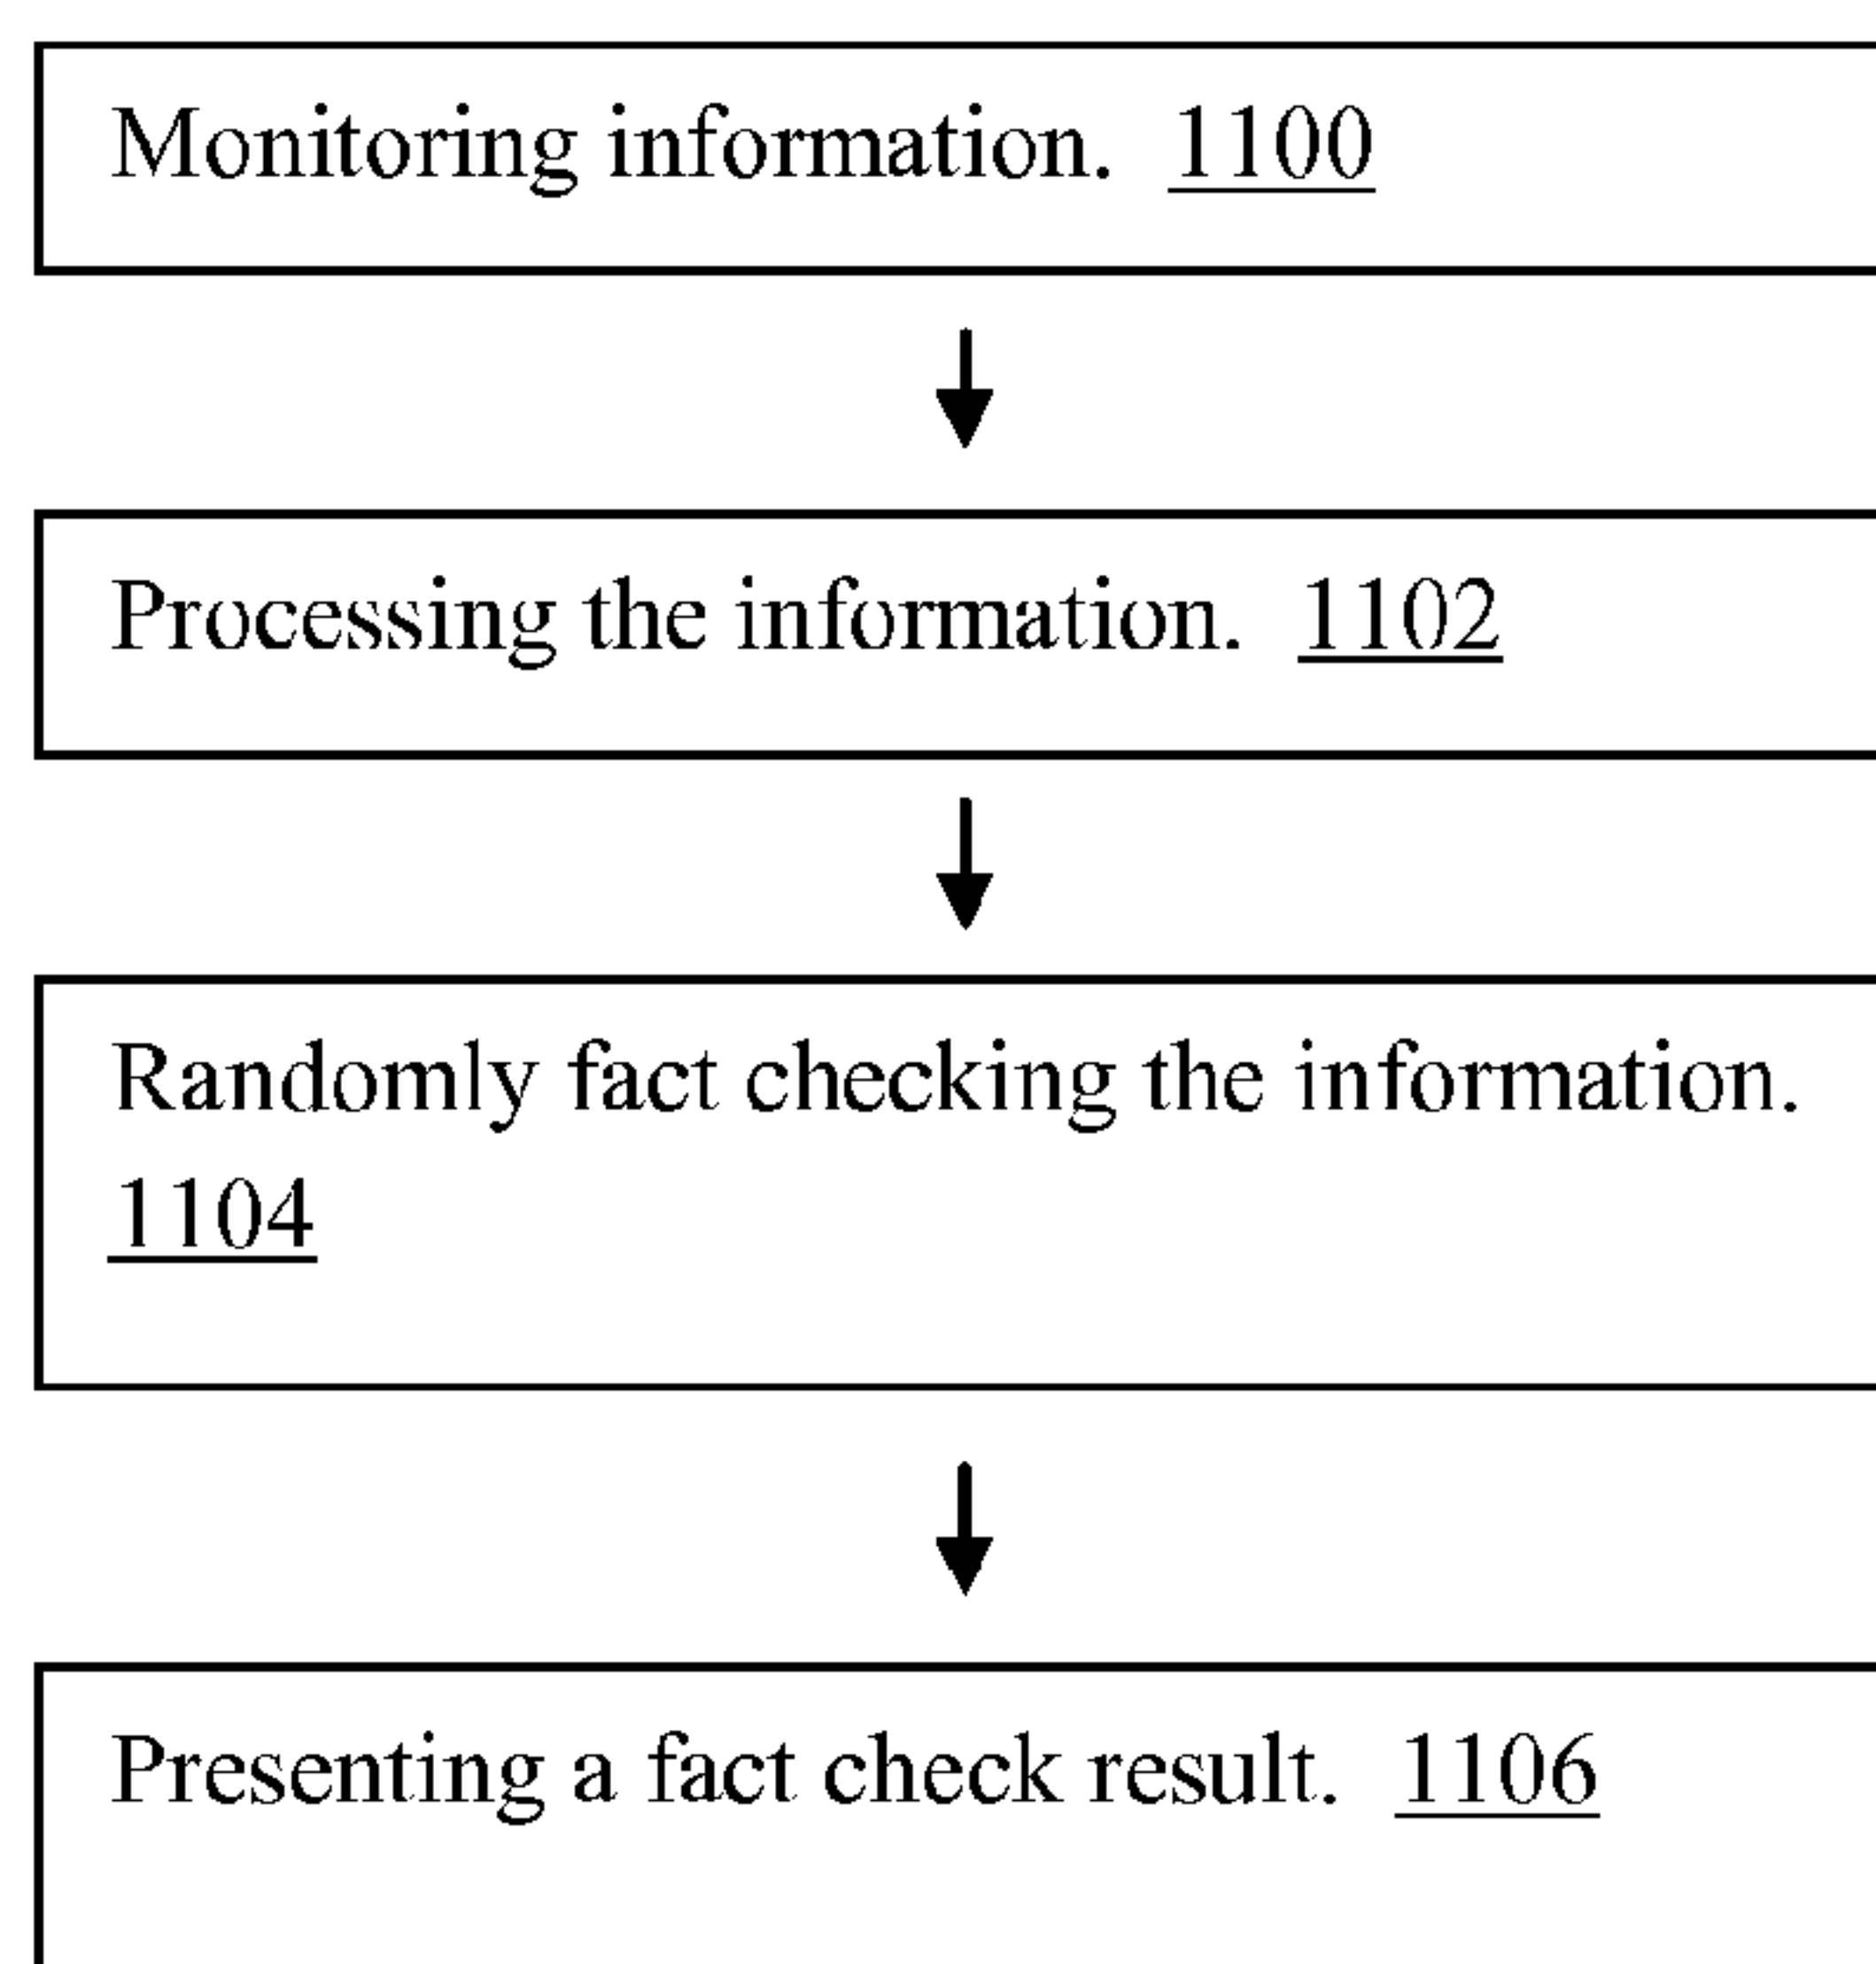 Monitoring information. 1100
Processing the information. 1102
Randomly fact checking the information.
1104
Presenting a fact check result. 1106